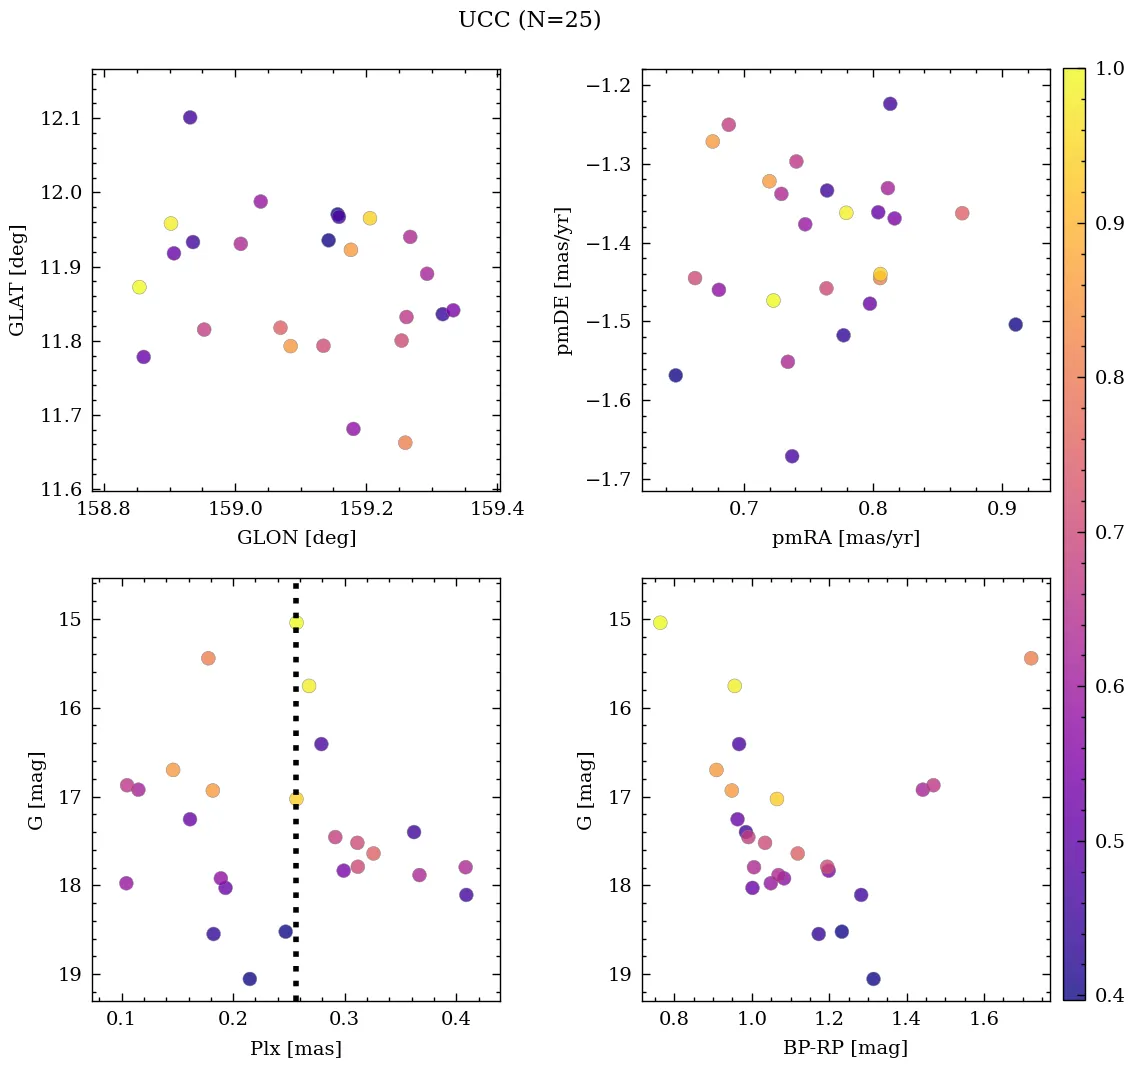 UCC (N=25)
12.1
12.0
11.9
11.8
11.7
11.6
GLAT [deg]
158.8 159.0 159.2 159.4
GLON [deg]
−1.2
−1.3
−1.4
−1.5
−1.6
−1.7
pmDE [mas/yr]
0.7 0.8 0.9
pmRA [mas/yr]
15
16
17
18
19
G [mag]
0.1 0.2 0.3 0.4
Plx [mas]
15
16
17
18
19
G [mag]
0.8 1.0 1.2 1.4 1.6
BP-RP [mag]
1.0
0.9
0.8
0.7
0.6
0.5
0.4